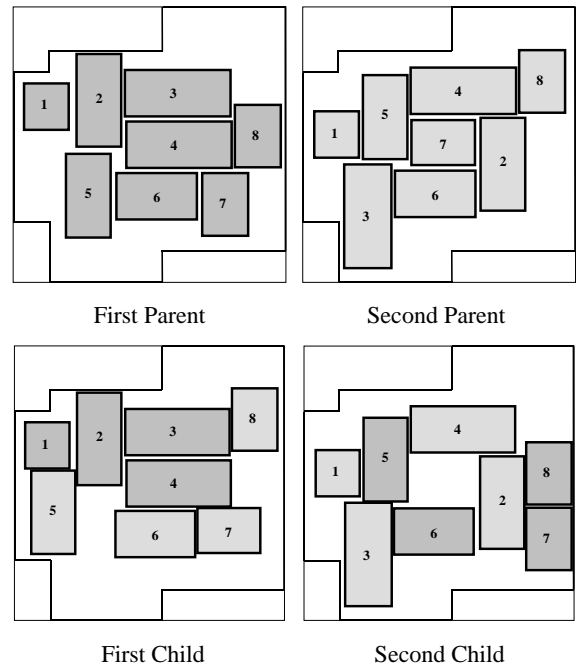 1 2 3 4 5 6 7 8
First Parent
1 5 4 8 7 2 3 6
Second Parent
1 2 3 8 4 5 6 7
First Child
1 5 4 8 2 3 6 7
Second Child